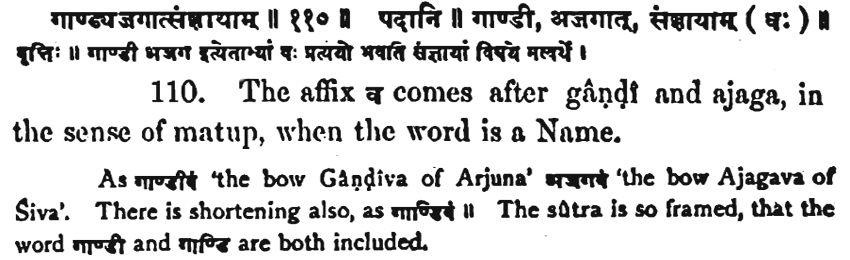 गाण्ड्यजगात्संज्ञायाम् ॥ ११० ॥ पदानि ॥ गाण्डी, अजगात्, संज्ञायाम् ( वः ) ॥
वृत्तिः ॥ गाण्डी अजग इत्येताभ्यां वः प्रत्ययो भवति संज्ञायां विषये मत्वर्थे ।
110. The affix व comes after gâṇḍî and ajaga, in
the sense of matup, when the word is a Name.
As गाण्डीवं 'the bow Gâṇḍîva of Arjuna' अजगवं 'the bow Ajagava of
Śiva'. There is shortening also, as गाण्डिवं ॥ The sûtra is so framed, that the
word गाण्डी and गाण्डि are both included.